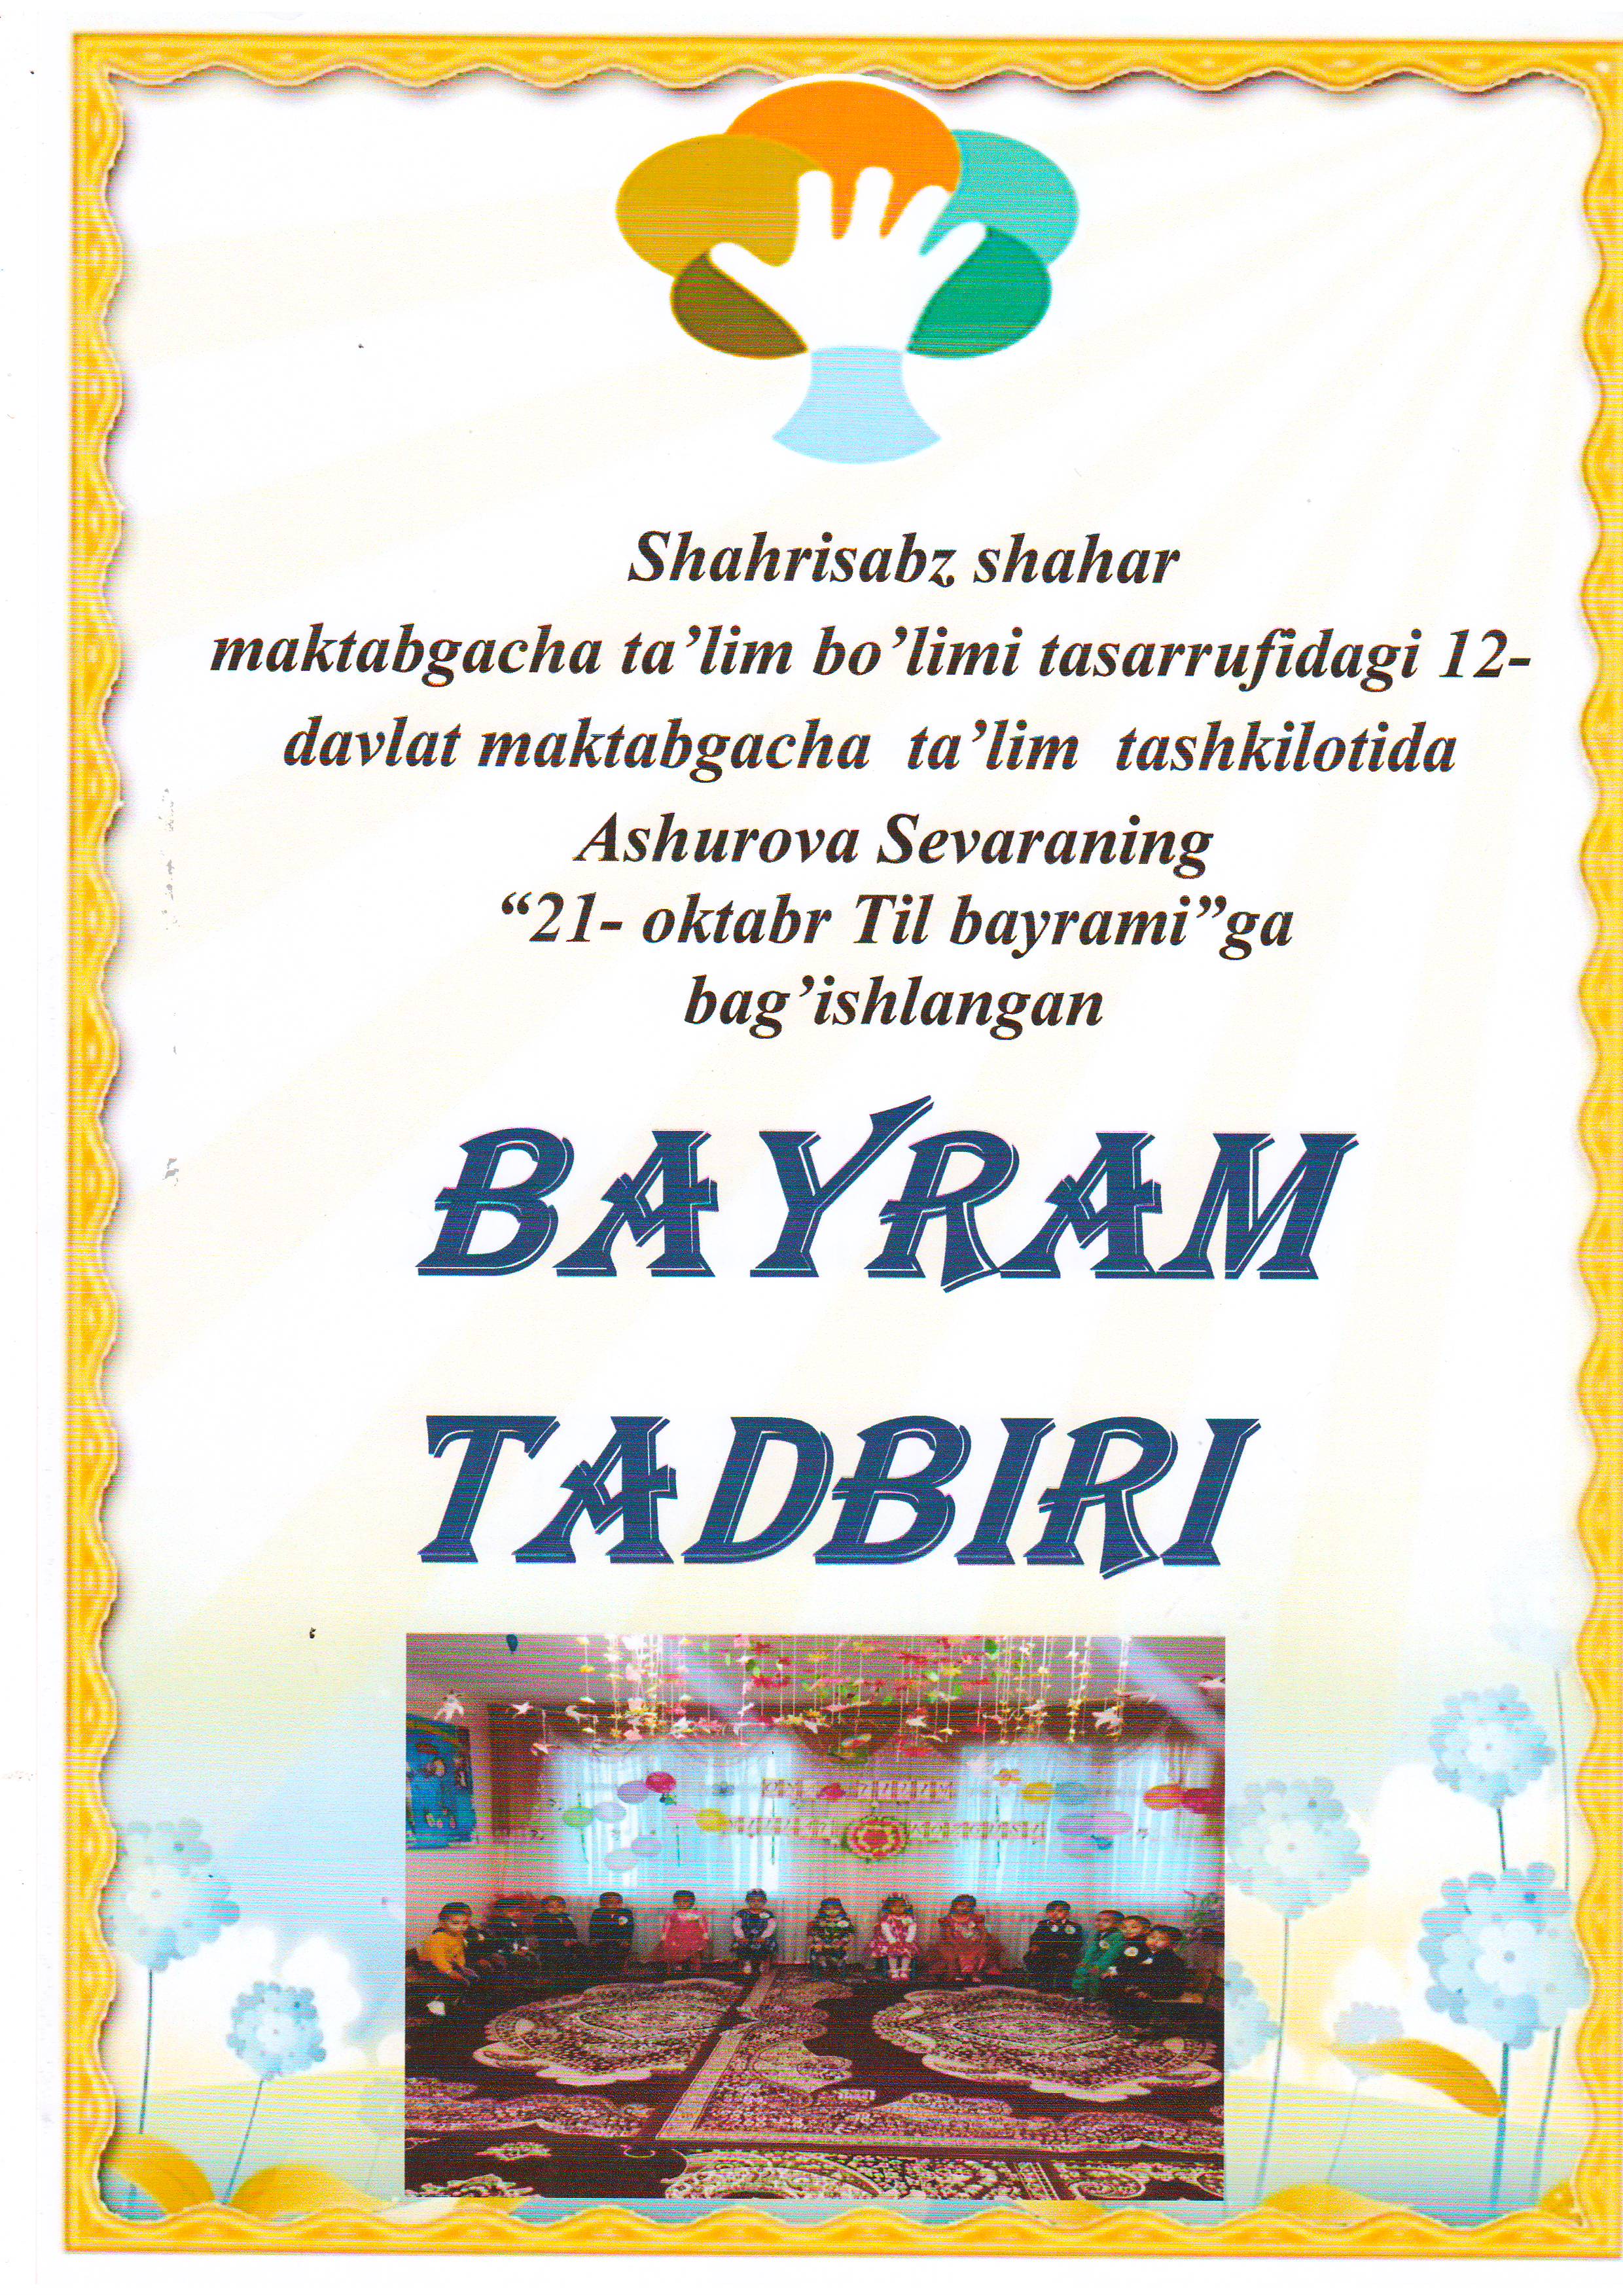 Shahrisabz shahar
maktabgacha ta’lim bo’limi tasarrufidagi 12-
davlat maktabgacha ta’lim tashkilotida
Ashurova Sevaraning
“21- oktabr Til bayrami”ga
bag’ishlangan
BAYRAM
TADBIRI